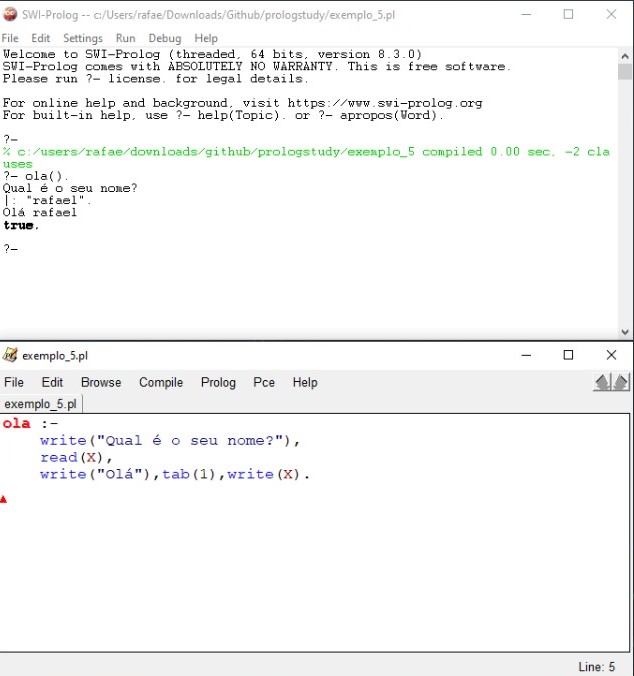 SWI-Prolog -- c:/Users/rafae/Downloads/Github/prologstudy/exemplo_5.pl
File Edit Settings Run Debug Help
Welcome to SWI-Prolog (threaded, 64 bits, version 8.3.0)
SWI-Prolog comes with ABSOLUTELY NO WARRANTY. This is free software.
Please run ?- license. for legal details.
For online help and background, visit https://www.swi-prolog.org
For built-in help, use ?- help(Topic). or ?- apropos(Word).
?-
% c:/users/rafae/downloads/github/prologstudy/exemplo_5 compiled 0.00 sec, -2 cla
uses
?- ola().
Qual é o seu nome?
|: "rafael".
Olá rafael
true.
?-
exemplo_5.pl
File Edit Browse Compile Prolog Pce Help
exemplo_5.pl
ola :-
write("Qual é o seu nome?"),
read(X),
write("Olá"),tab(1),write(X).
Line: 5